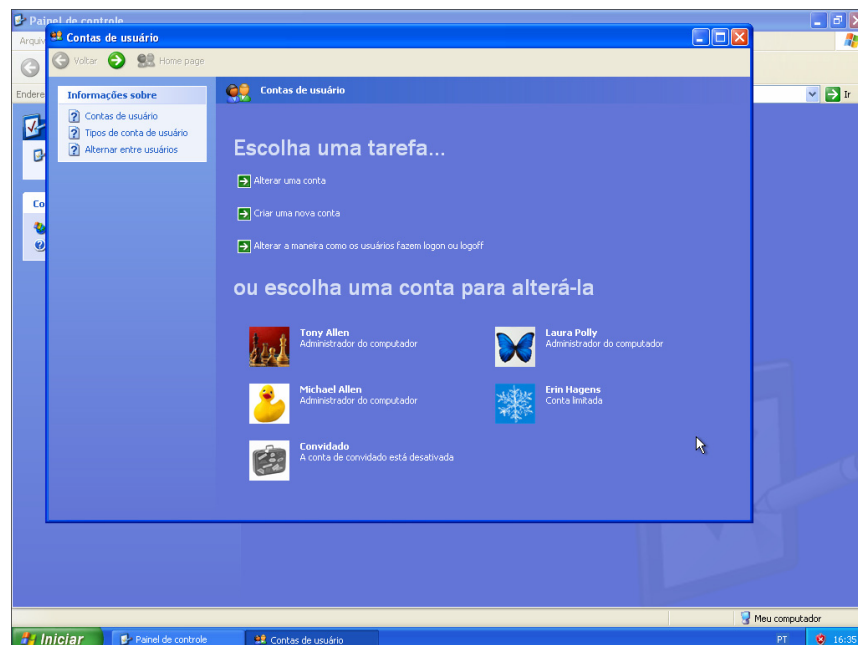 Painel de controle
Contas de usuário
Arquiv
Voltar
Home page
Endere
Ir
Informações sobre
Contas de usuário
Tipos de conta de usuário
Alternar entre usuários
Co
Contas de usuário
Escolha uma tarefa...
Alterar uma conta
Criar uma nova conta
Alterar a maneira como os usuários fazem logon ou logoff
ou escolha uma conta para alterá-la
Tony Allen
Administrador do computador
Laura Polly
Administrador do computador
Michael Allen
Administrador do computador
Erin Hagens
Conta limitada
Convidado
A conta de convidado está desativada
Meu computador
Iniciar
Painel de controle
Contas de usuário
PT
16:35